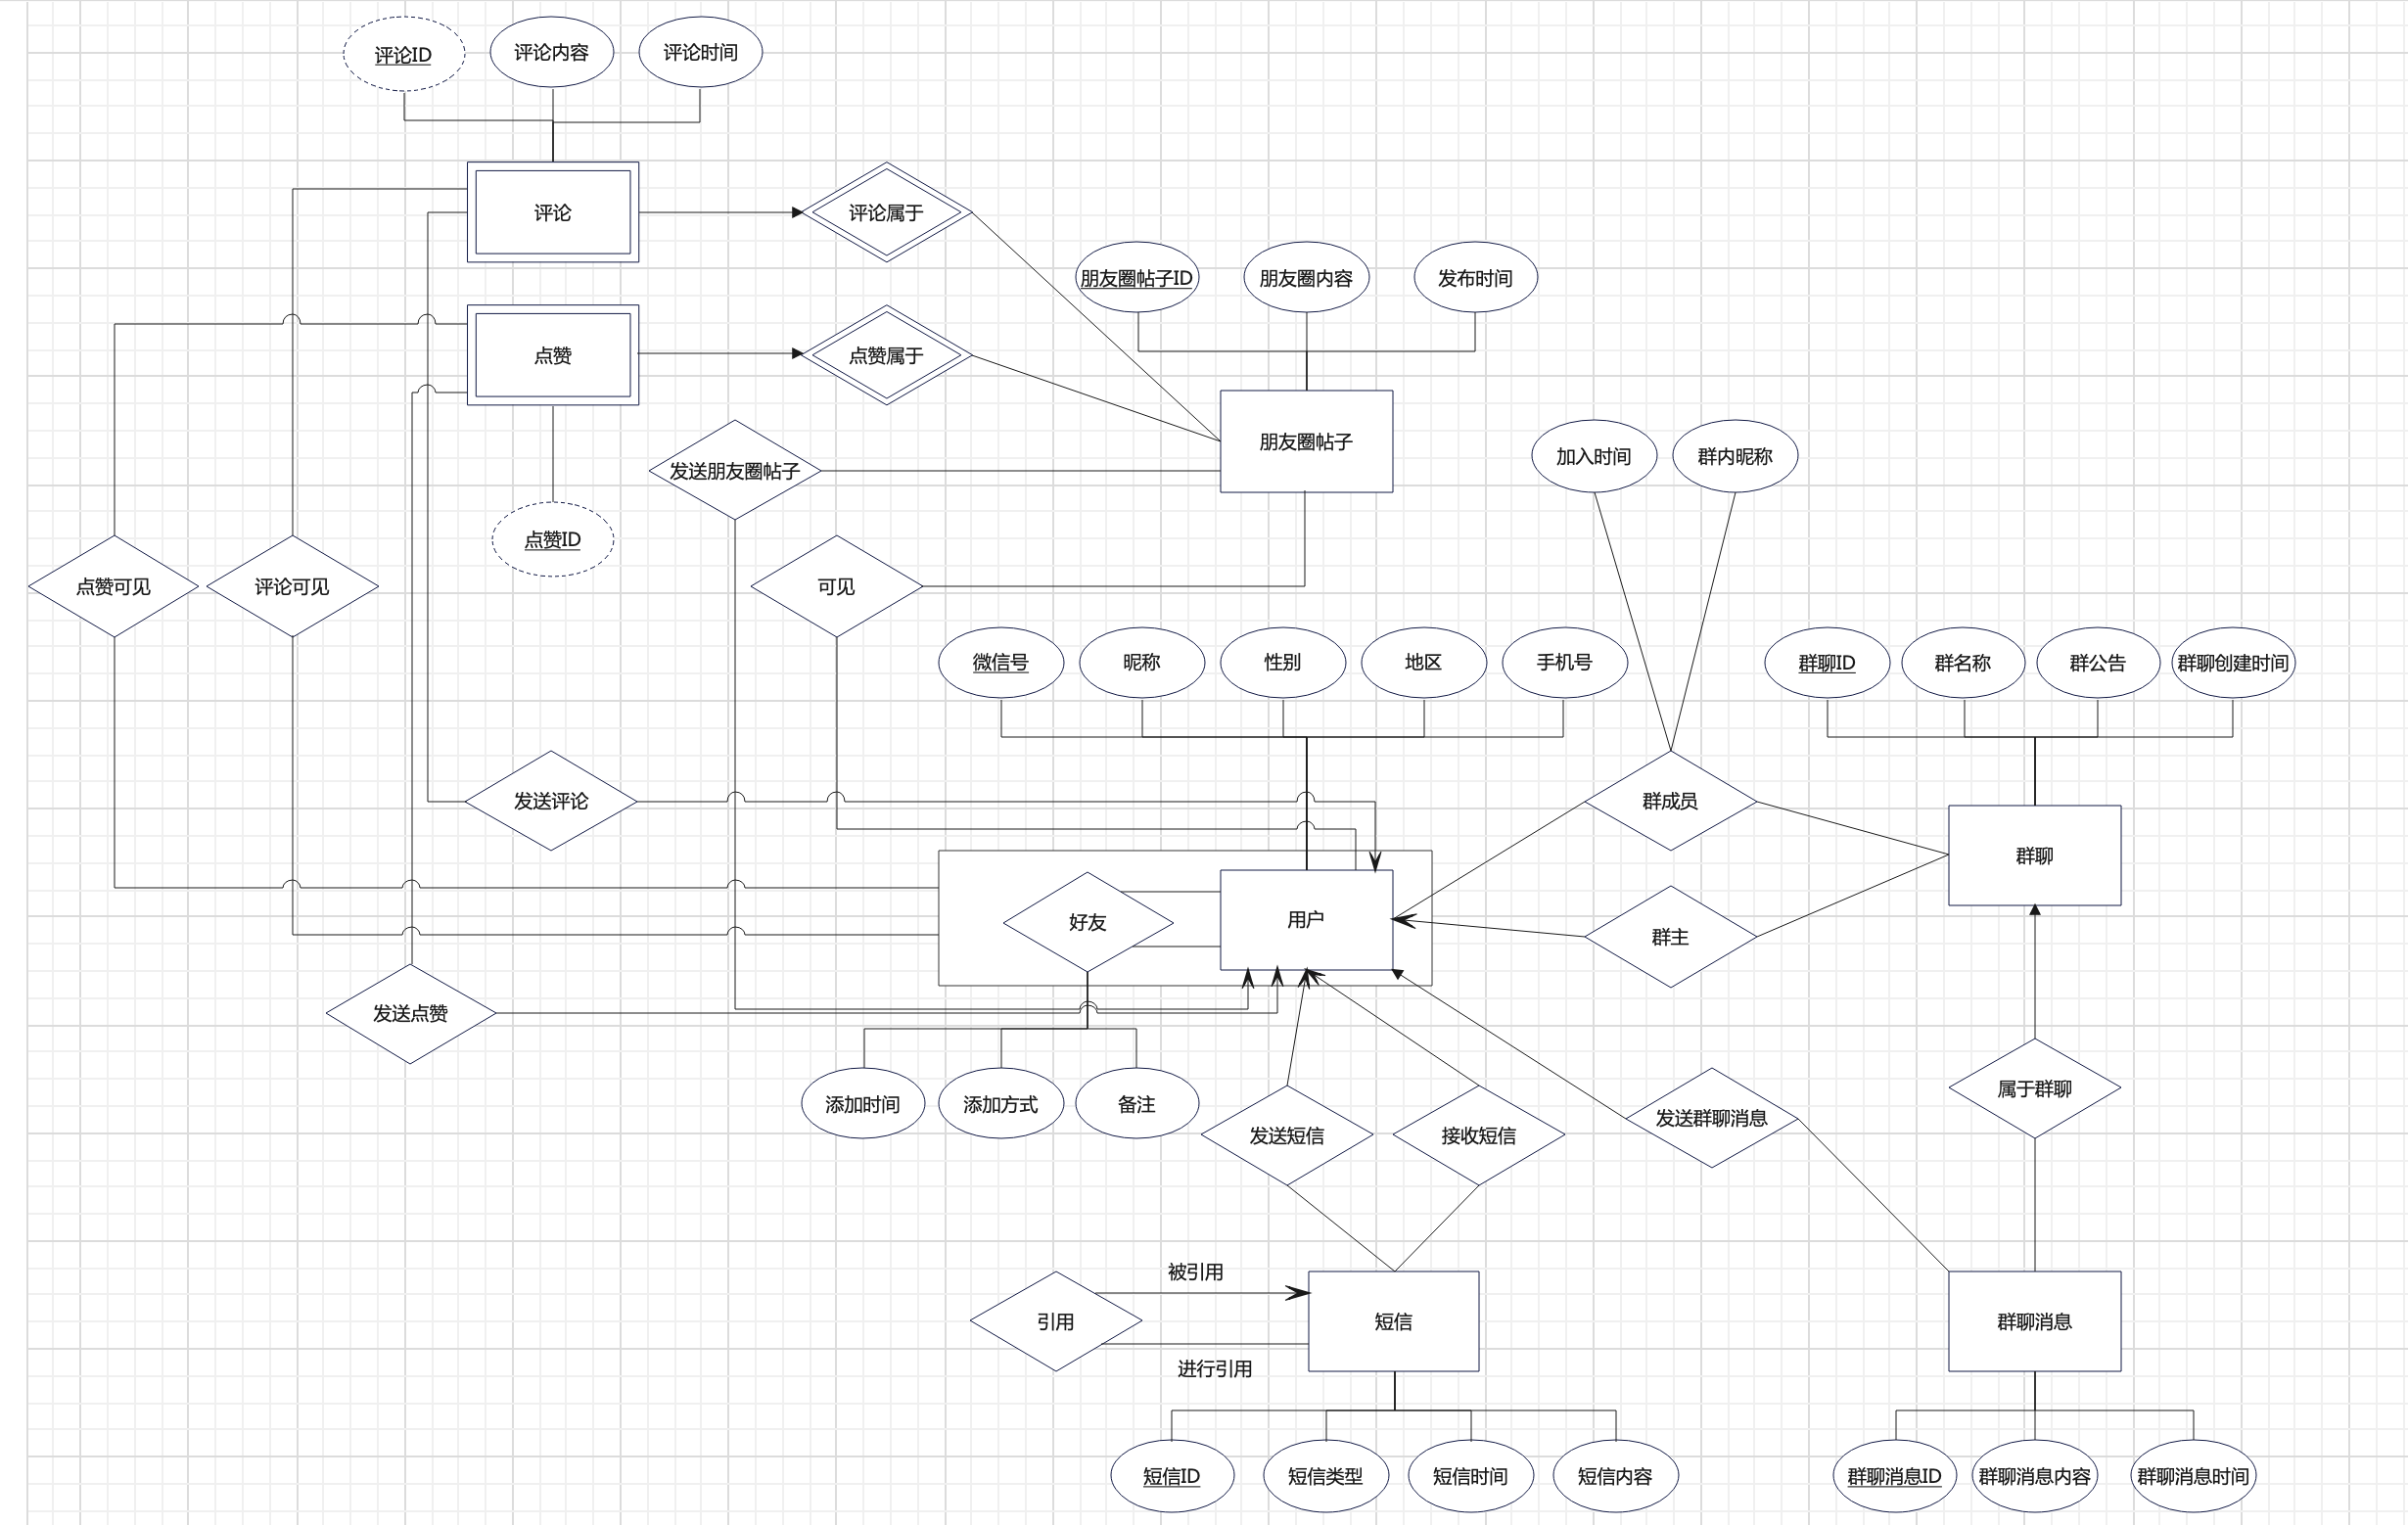 评论ID
评论内容
评论时间
评论
评论属于
朋友圈帖子ID
朋友圈内容
发布时间
点赞
点赞属于
朋友圈帖子
发送朋友圈帖子
加入时间
群内昵称
点赞ID
点赞可见
评论可见
可见
微信号
昵称
性别
地区
手机号
群聊ID
群名称
群公告
群聊创建时间
发送评论
群成员
群聊
好友
用户
群主
发送点赞
属于群聊
添加时间
添加方式
备注
发送短信
接收短信
发送群聊消息
被引用
引用
短信
群聊消息
进行引用
短信ID
短信类型
短信时间
短信内容
群聊消息ID
群聊消息内容
群聊消息时间